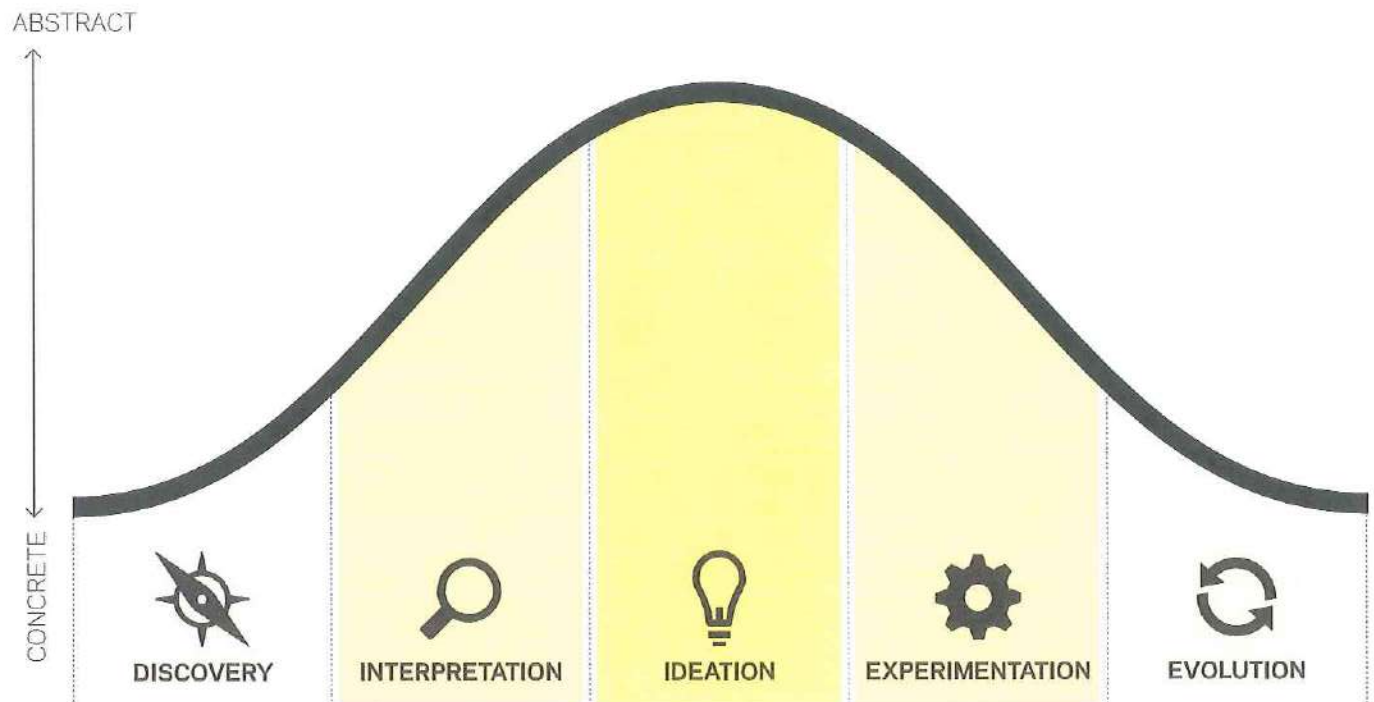 ABSTRACT
CONCRETE
DISCOVERY
INTERPRETATION
IDEATION
EXPERIMENTATION
EVOLUTION